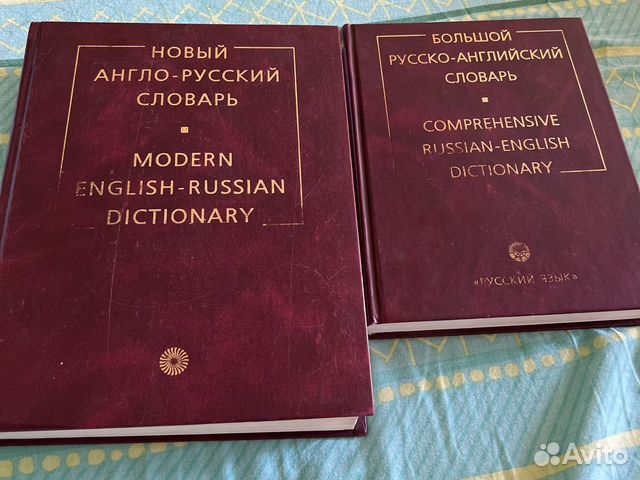 НОВЫЙ
АНГЛО-РУССКИЙ
СЛОВАРЬ
MODERN
ENGLISH-RUSSIAN
DICTIONARY
БОЛЬШОЙ
РУССКО-АНГЛИЙСКИЙ
СЛОВАРЬ
COMPREHENSIVE
RUSSIAN-ENGLISH
DICTIONARY
«РУССКИЙ ЯЗЫК»
Avito